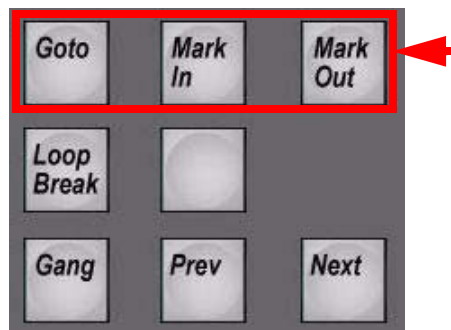 Goto
Mark In
Mark Out
Loop Break
Gang
Prev
Next